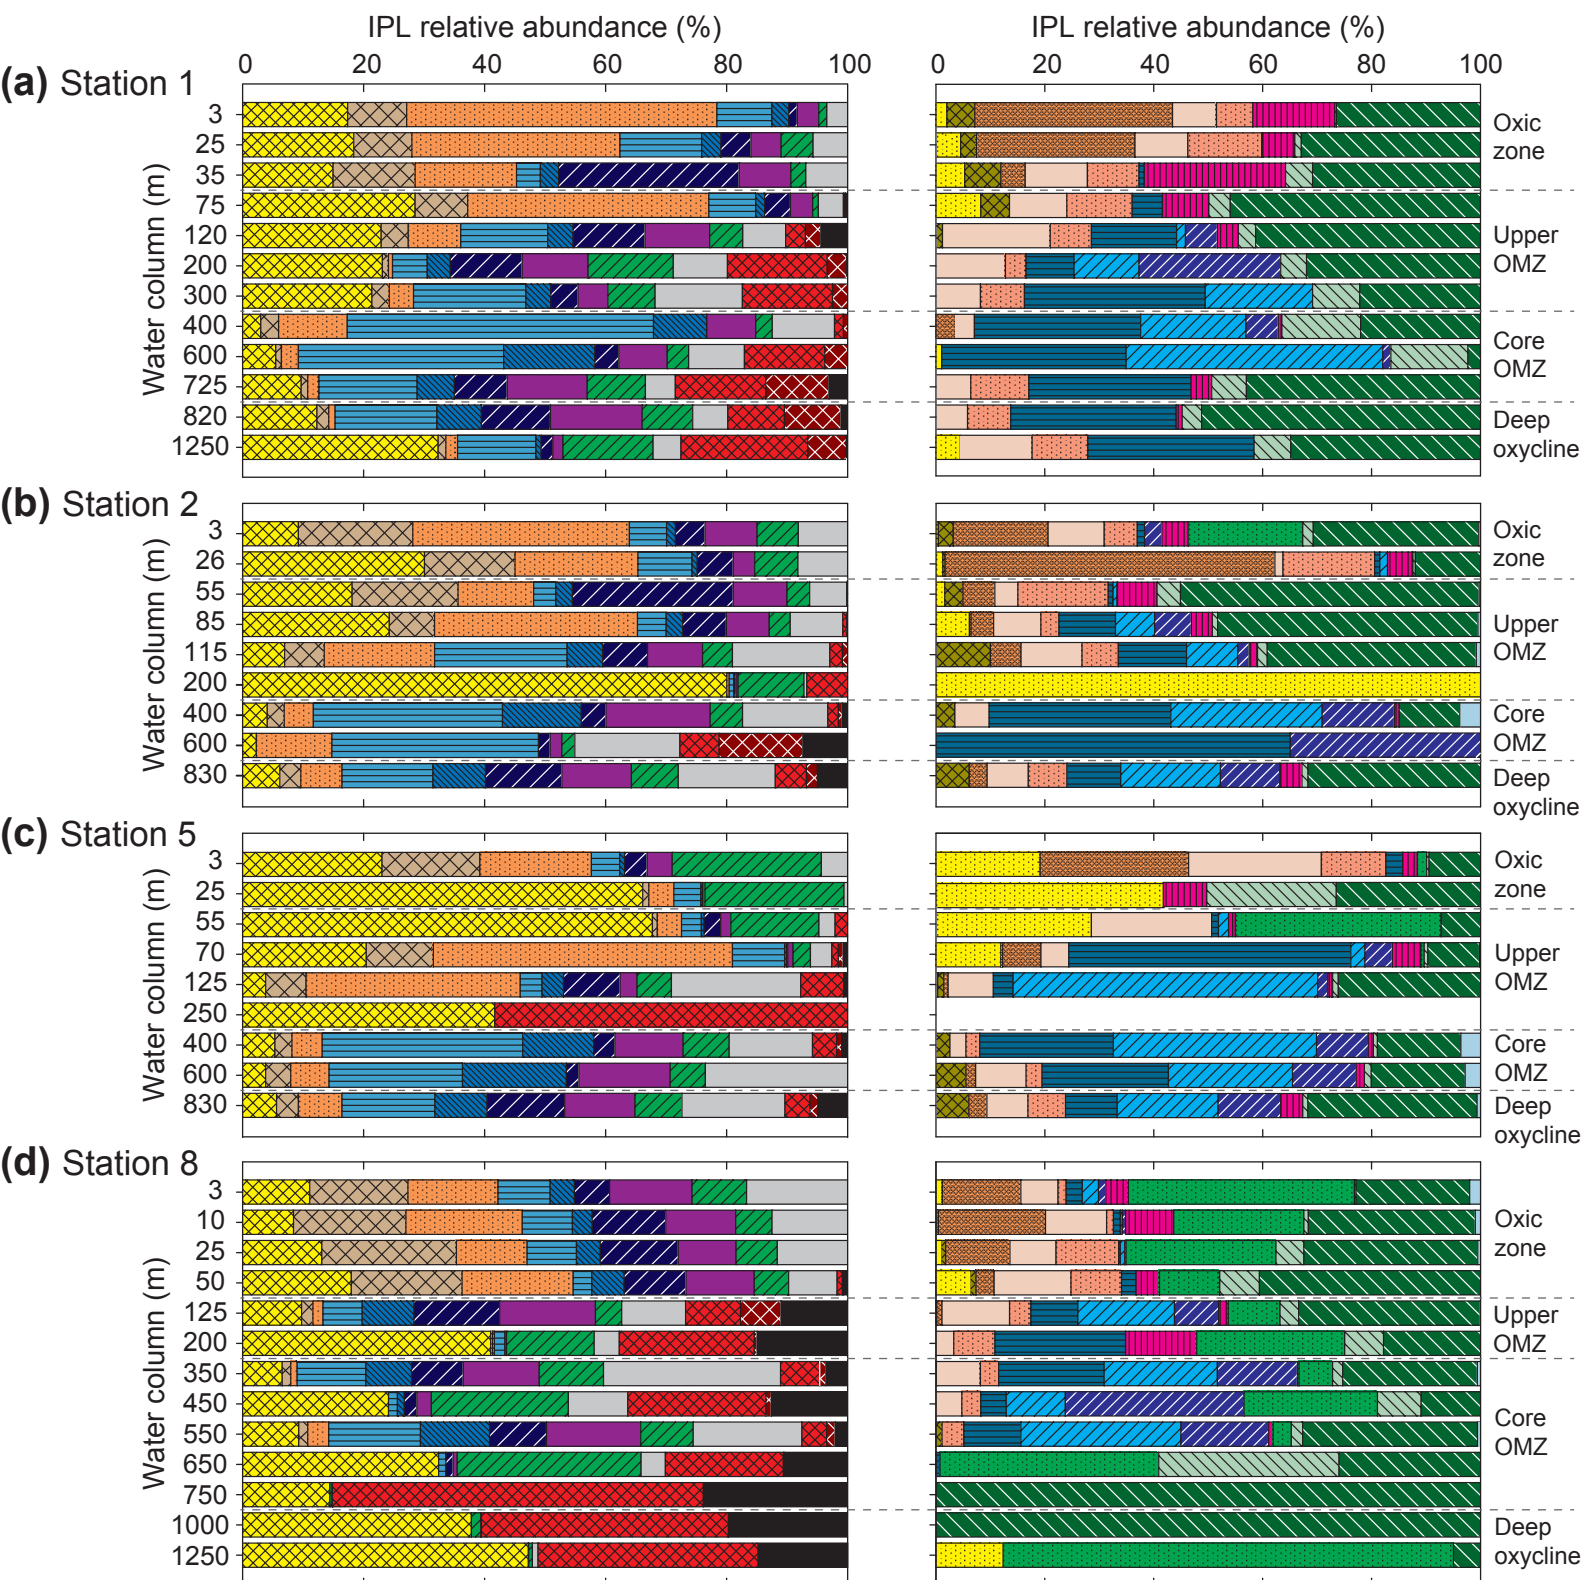 IPL relative abundance (%)
IPL relative abundance (%)
0 20 40 60 80 100
0 20 40 60 80 100
(a) Station 1
Water column (m)
3
25
35
75
120
200
300
400
600
725
820
1250
Oxic
zone
Upper
OMZ
Core
OMZ
Deep
oxycline
(b) Station 2
Water column (m)
3
26
55
85
115
200
400
600
830
Oxic
zone
Upper
OMZ
Core
OMZ
Deep
oxycline
(c) Station 5
Water column (m)
3
25
55
70
125
250
400
600
830
Oxic
zone
Upper
OMZ
Core
OMZ
Deep
oxycline
(d) Station 8
Water column (m)
3
10
25
50
125
200
350
450
550
650
750
1000
1250
Oxic
zone
Upper
OMZ
Core
OMZ
Deep
oxycline